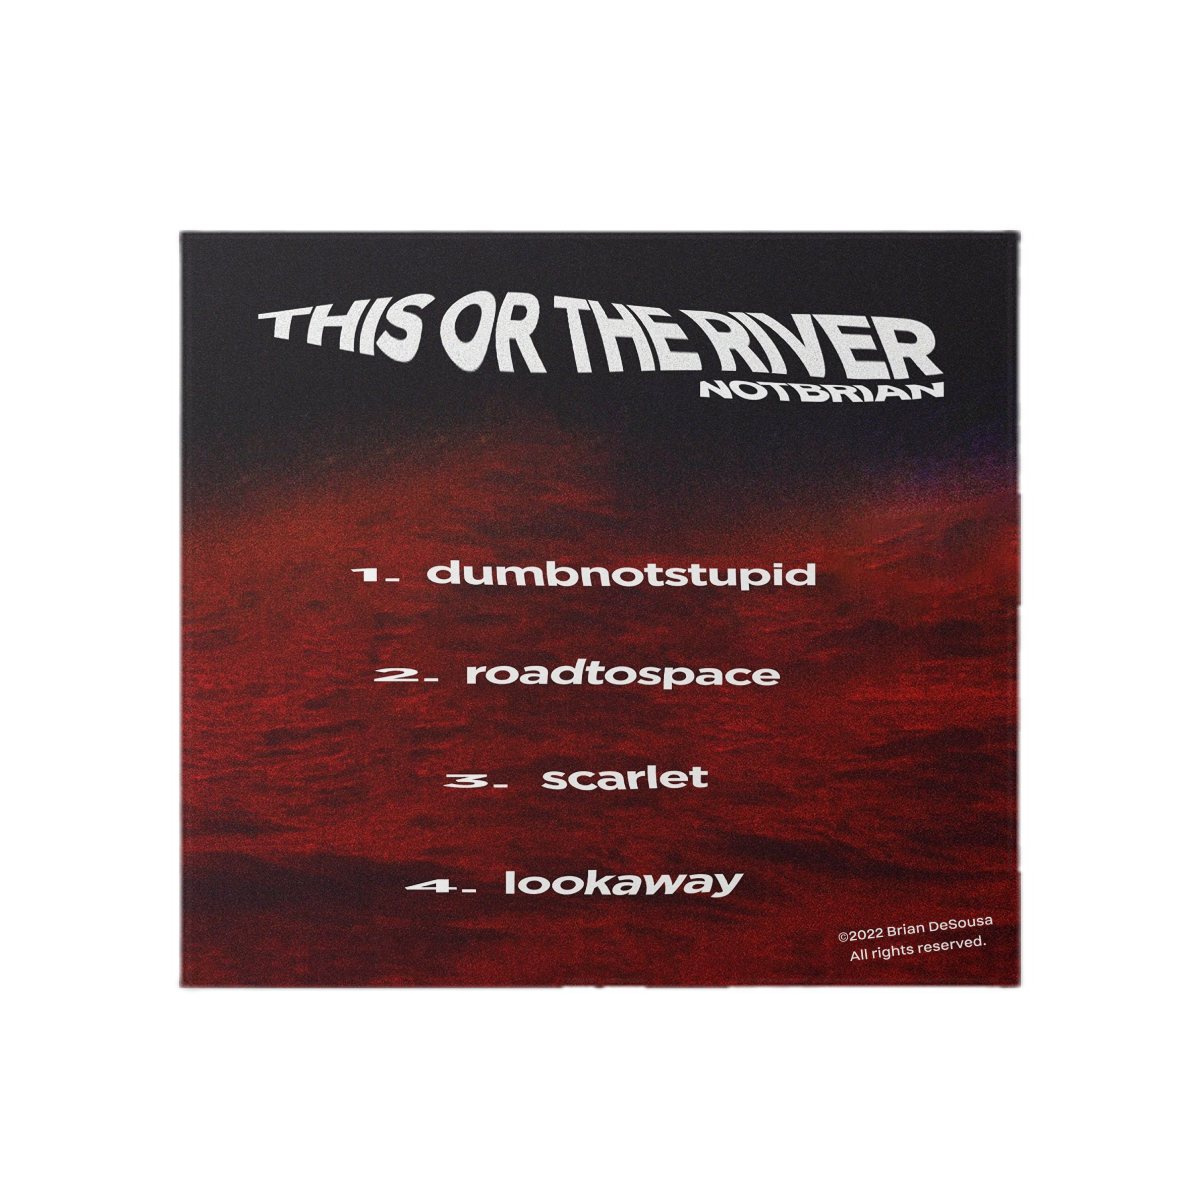 THIS OR THE RIVER
NOTBRIAN
1. dumbnotstupid
2. roadtospace
3. scarlet
4. lookaway
©2022 Brian DeSousa
All rights reserved.